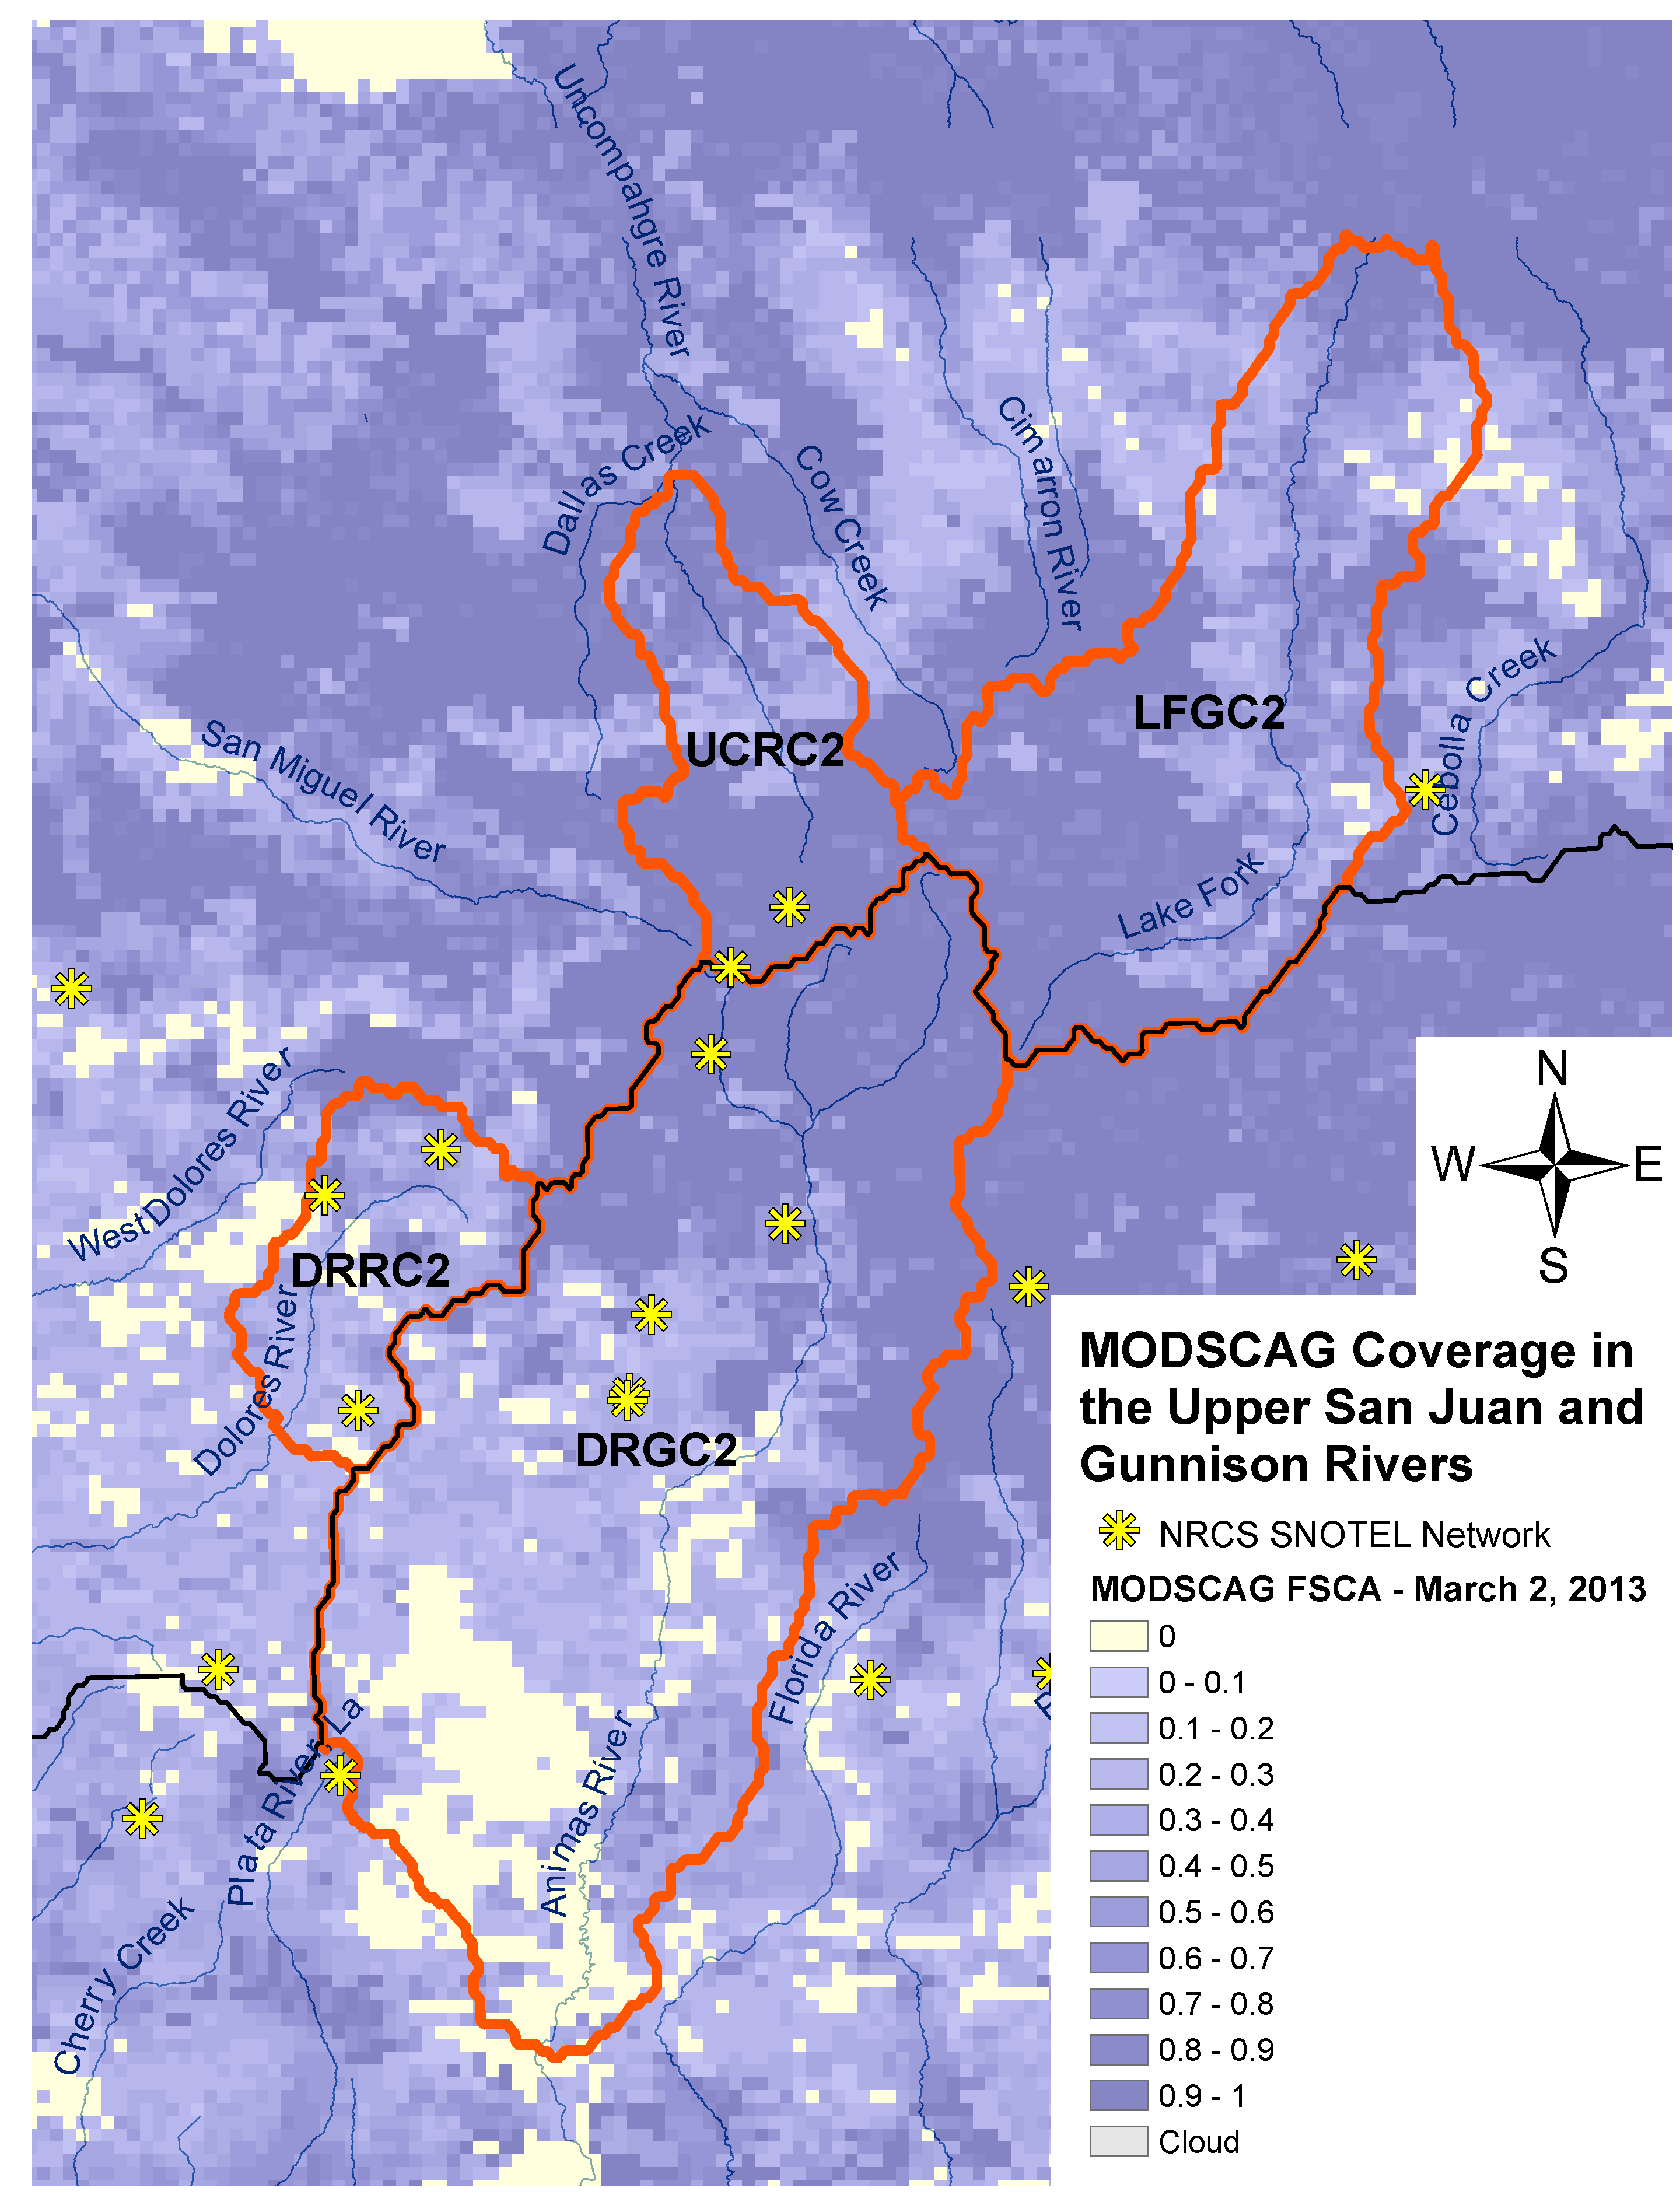 Uncompahgre River
Dallas Creek
Cow Creek
Cimarron River
LFGC2
UCRC2
San Miguel River
Cebolla Creek
Lake Fork
West Dolores River
DRRC2
Dolores River
DRGC2
Florida River
Plata River, La
Animas River
Cherry Creek
N
W
E
S
MODSCAG Coverage in
the Upper San Juan and
Gunnison Rivers
NRCS SNOTEL Network
MODSCAG FSCA - March 2, 2013
0
0 - 0.1
0.1 - 0.2
0.2 - 0.3
0.3 - 0.4
0.4 - 0.5
0.5 - 0.6
0.6 - 0.7
0.7 - 0.8
0.8 - 0.9
0.9 - 1
Cloud